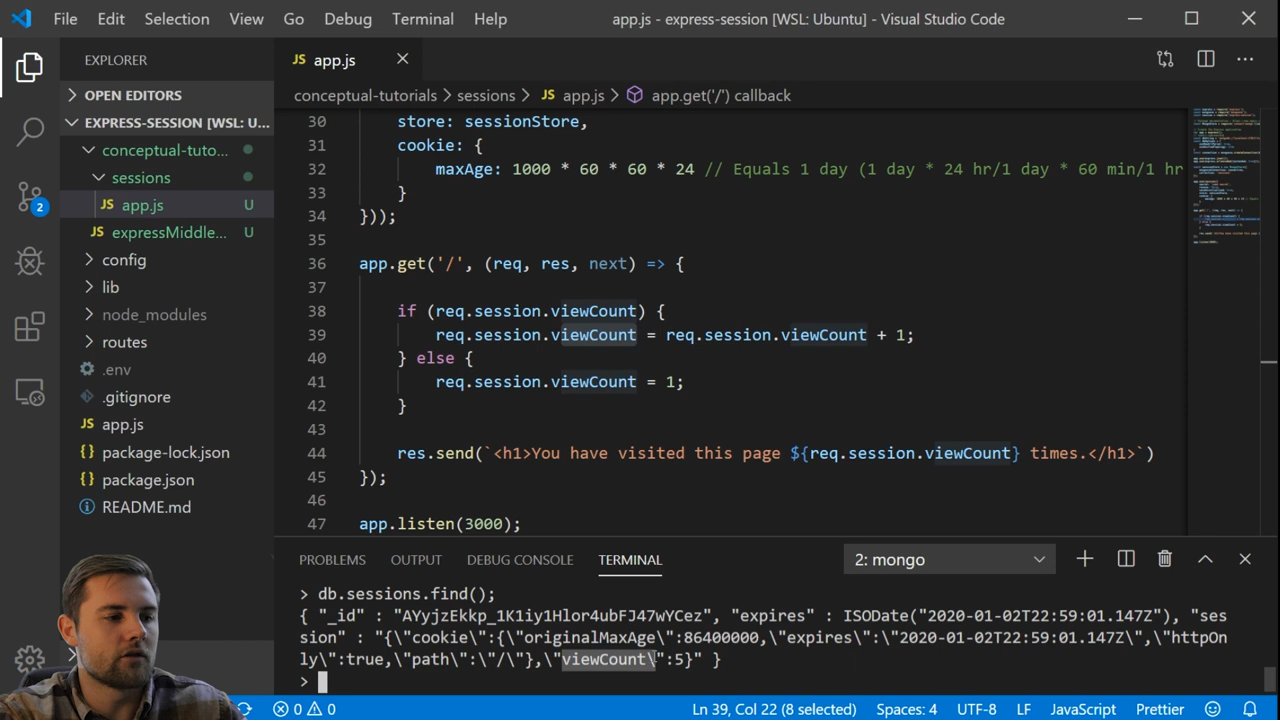 File Edit Selection View Go Debug Terminal Help app.js - express-session [WSL: Ubuntu] - Visual Studio Code
EXPLORER
OPEN EDITORS
EXPRESS-SESSION [WSL: U...
conceptual-tuto...
sessions
JS app.js U
JS expressMiddle... U
config
lib
node_modules
routes
.env
.gitignore
JS app.js
{} package-lock.json
{} package.json
README.md
2
JS app.js
conceptual-tutorials > sessions > JS app.js > app.get('/') callback
30 store: sessionStore,
31 cookie: {
32 maxAge: 1000 * 60 * 60 * 24 // Equals 1 day (1 day * 24 hr/1 day * 60 min/1 hr
33 }
34 }));
35
36 app.get('/', (req, res, next) => {
37
38 if (req.session.viewCount) {
39 req.session.viewCount = req.session.viewCount + 1;
40 } else {
41 req.session.viewCount = 1;
42 }
43
44 res.send(`<h1>You have visited this page ${req.session.viewCount} times.</h1>`)
45 });
46
47 app.listen(3000);
PROBLEMS OUTPUT DEBUG CONSOLE TERMINAL 2: mongo
> db.sessions.find();
{ "_id" : "AYyjzEkkp_1K1iy1Hlor4ubFJ47wYCez", "expires" : ISODate("2020-01-02T22:59:01.147Z"), "ses
sion" : "{\"cookie\":{\"originalMaxAge\":86400000,\"expires\":\"2020-01-02T22:59:01.147Z\",\"httpOn
ly\":true,\"path\":\"/\"},\"viewCount\":5}" }
>
0 0 Ln 39, Col 22 (8 selected) Spaces: 4 UTF-8 LF JavaScript Prettier